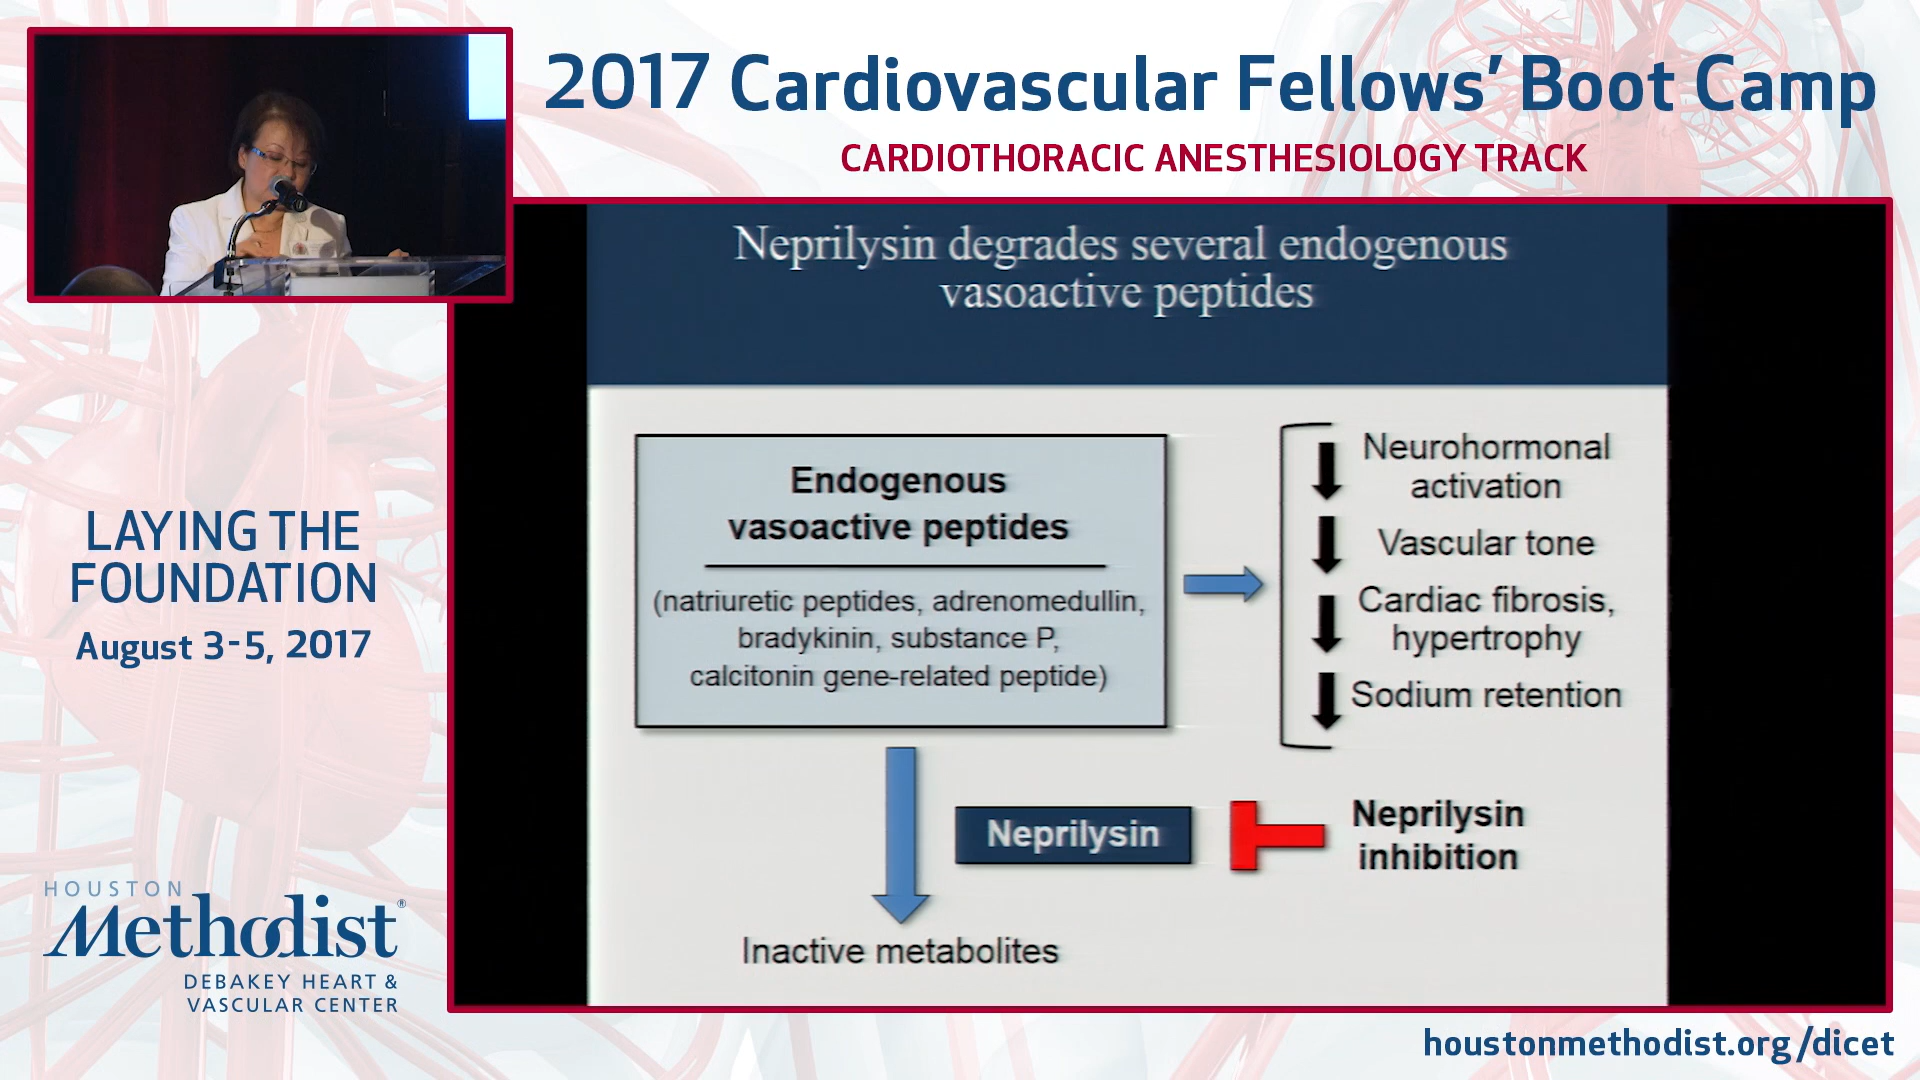 2017 Cardiovascular Fellows’ Boot Camp
CARDIOTHORACIC ANESTHESIOLOGY TRACK
Neprilysin degrades several endogenous
vasoactive peptides
Endogenous
vasoactive peptides
(natriuretic peptides, adrenomedullin,
bradykinin, substance P,
calcitonin gene-related peptide)
Neurohormonal
activation
Vascular tone
Cardiac fibrosis,
hypertrophy
Sodium retention
Neprilysin
Neprilysin
inhibition
Inactive metabolites
LAYING THE
FOUNDATION
August 3-5, 2017
HOUSTON
Methodist®
DEBAKEY HEART &
VASCULAR CENTER
houstonmethodist.org/dicet